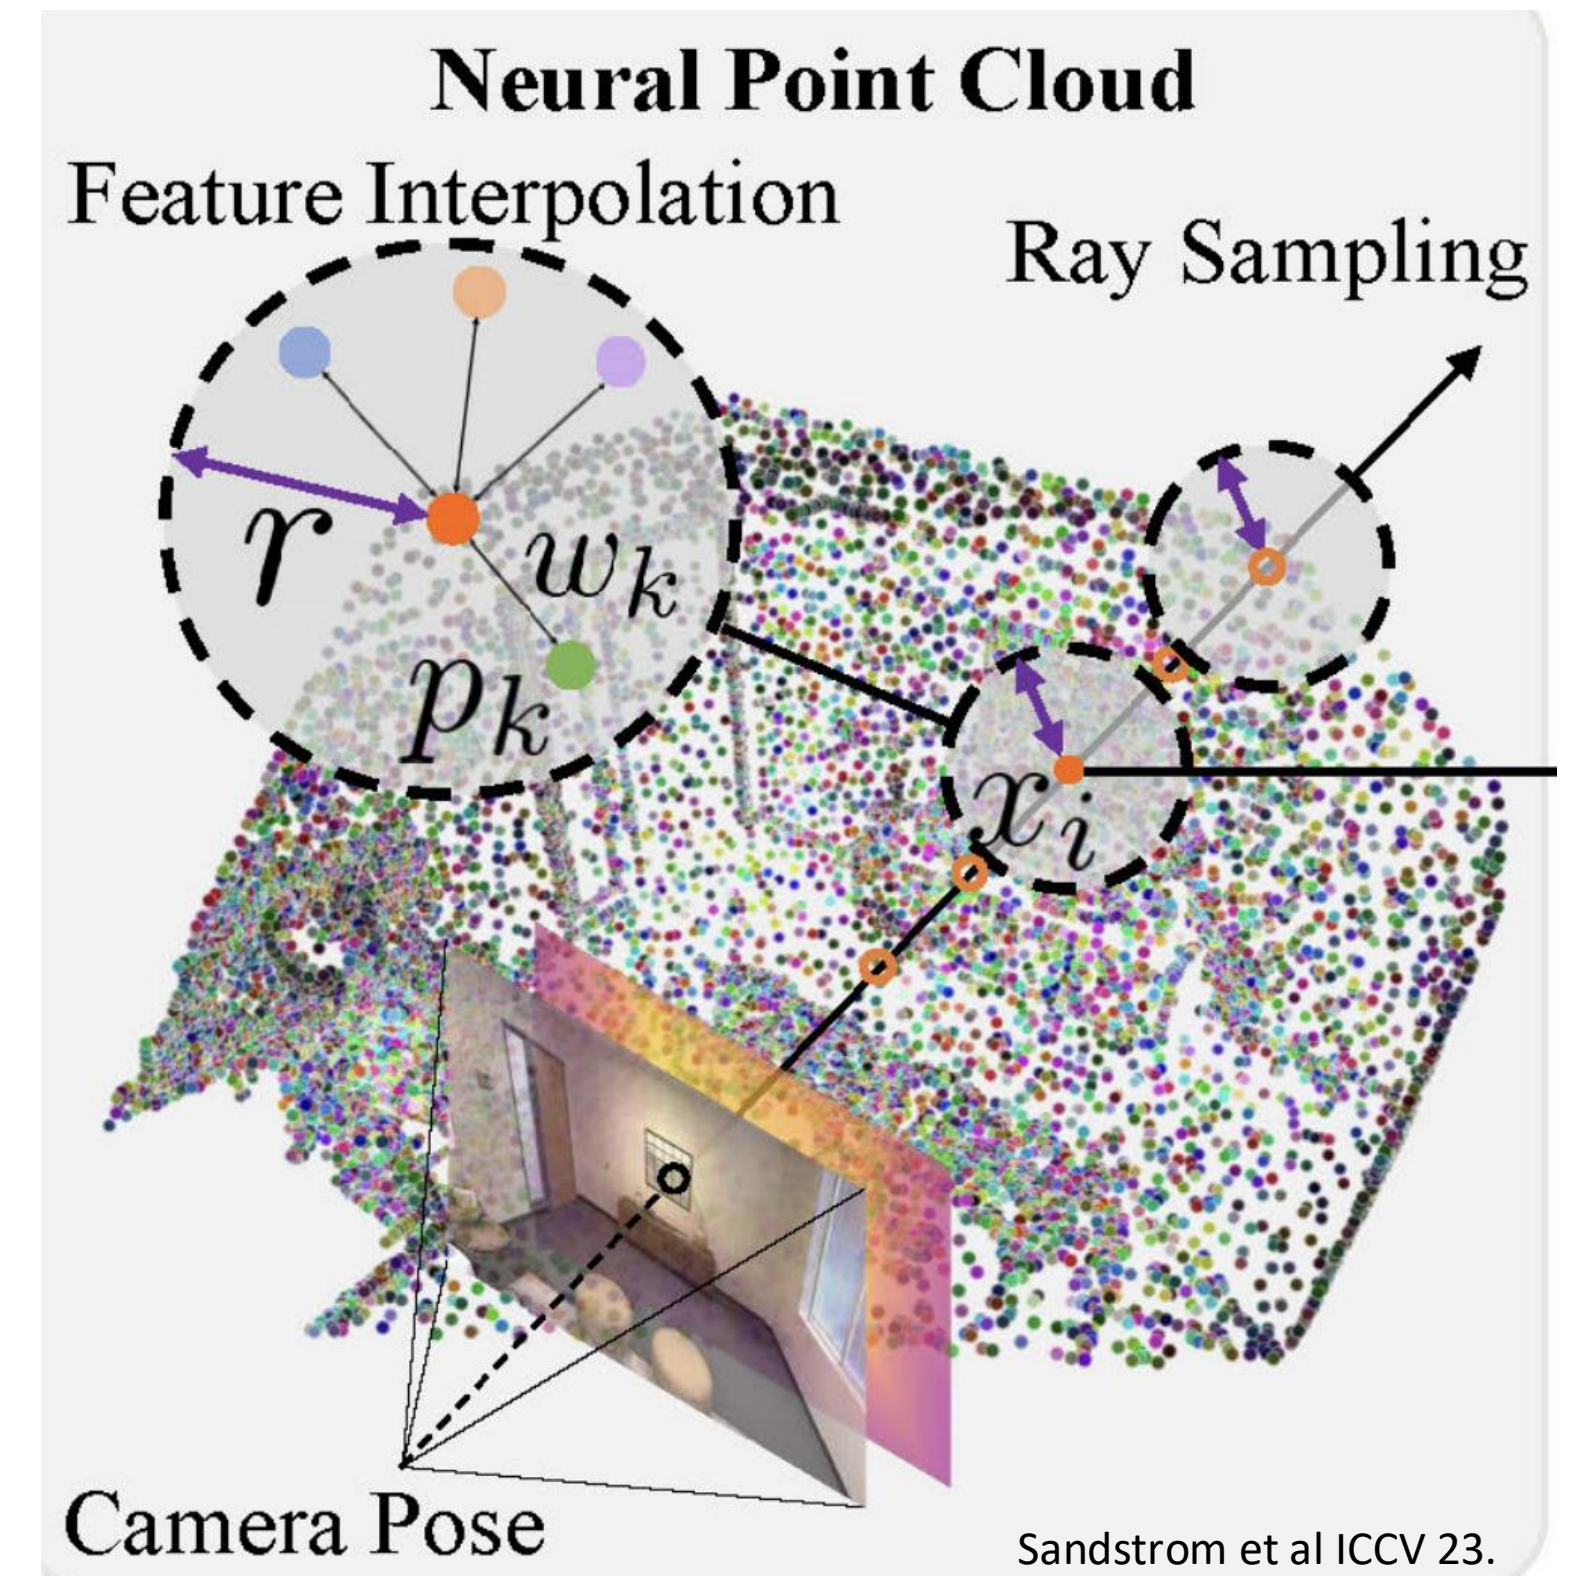 Neural Point Cloud
Feature Interpolation
Ray Sampling
r
w_k
p_k
x_i
Camera Pose
Sandstrom et al ICCV 23.